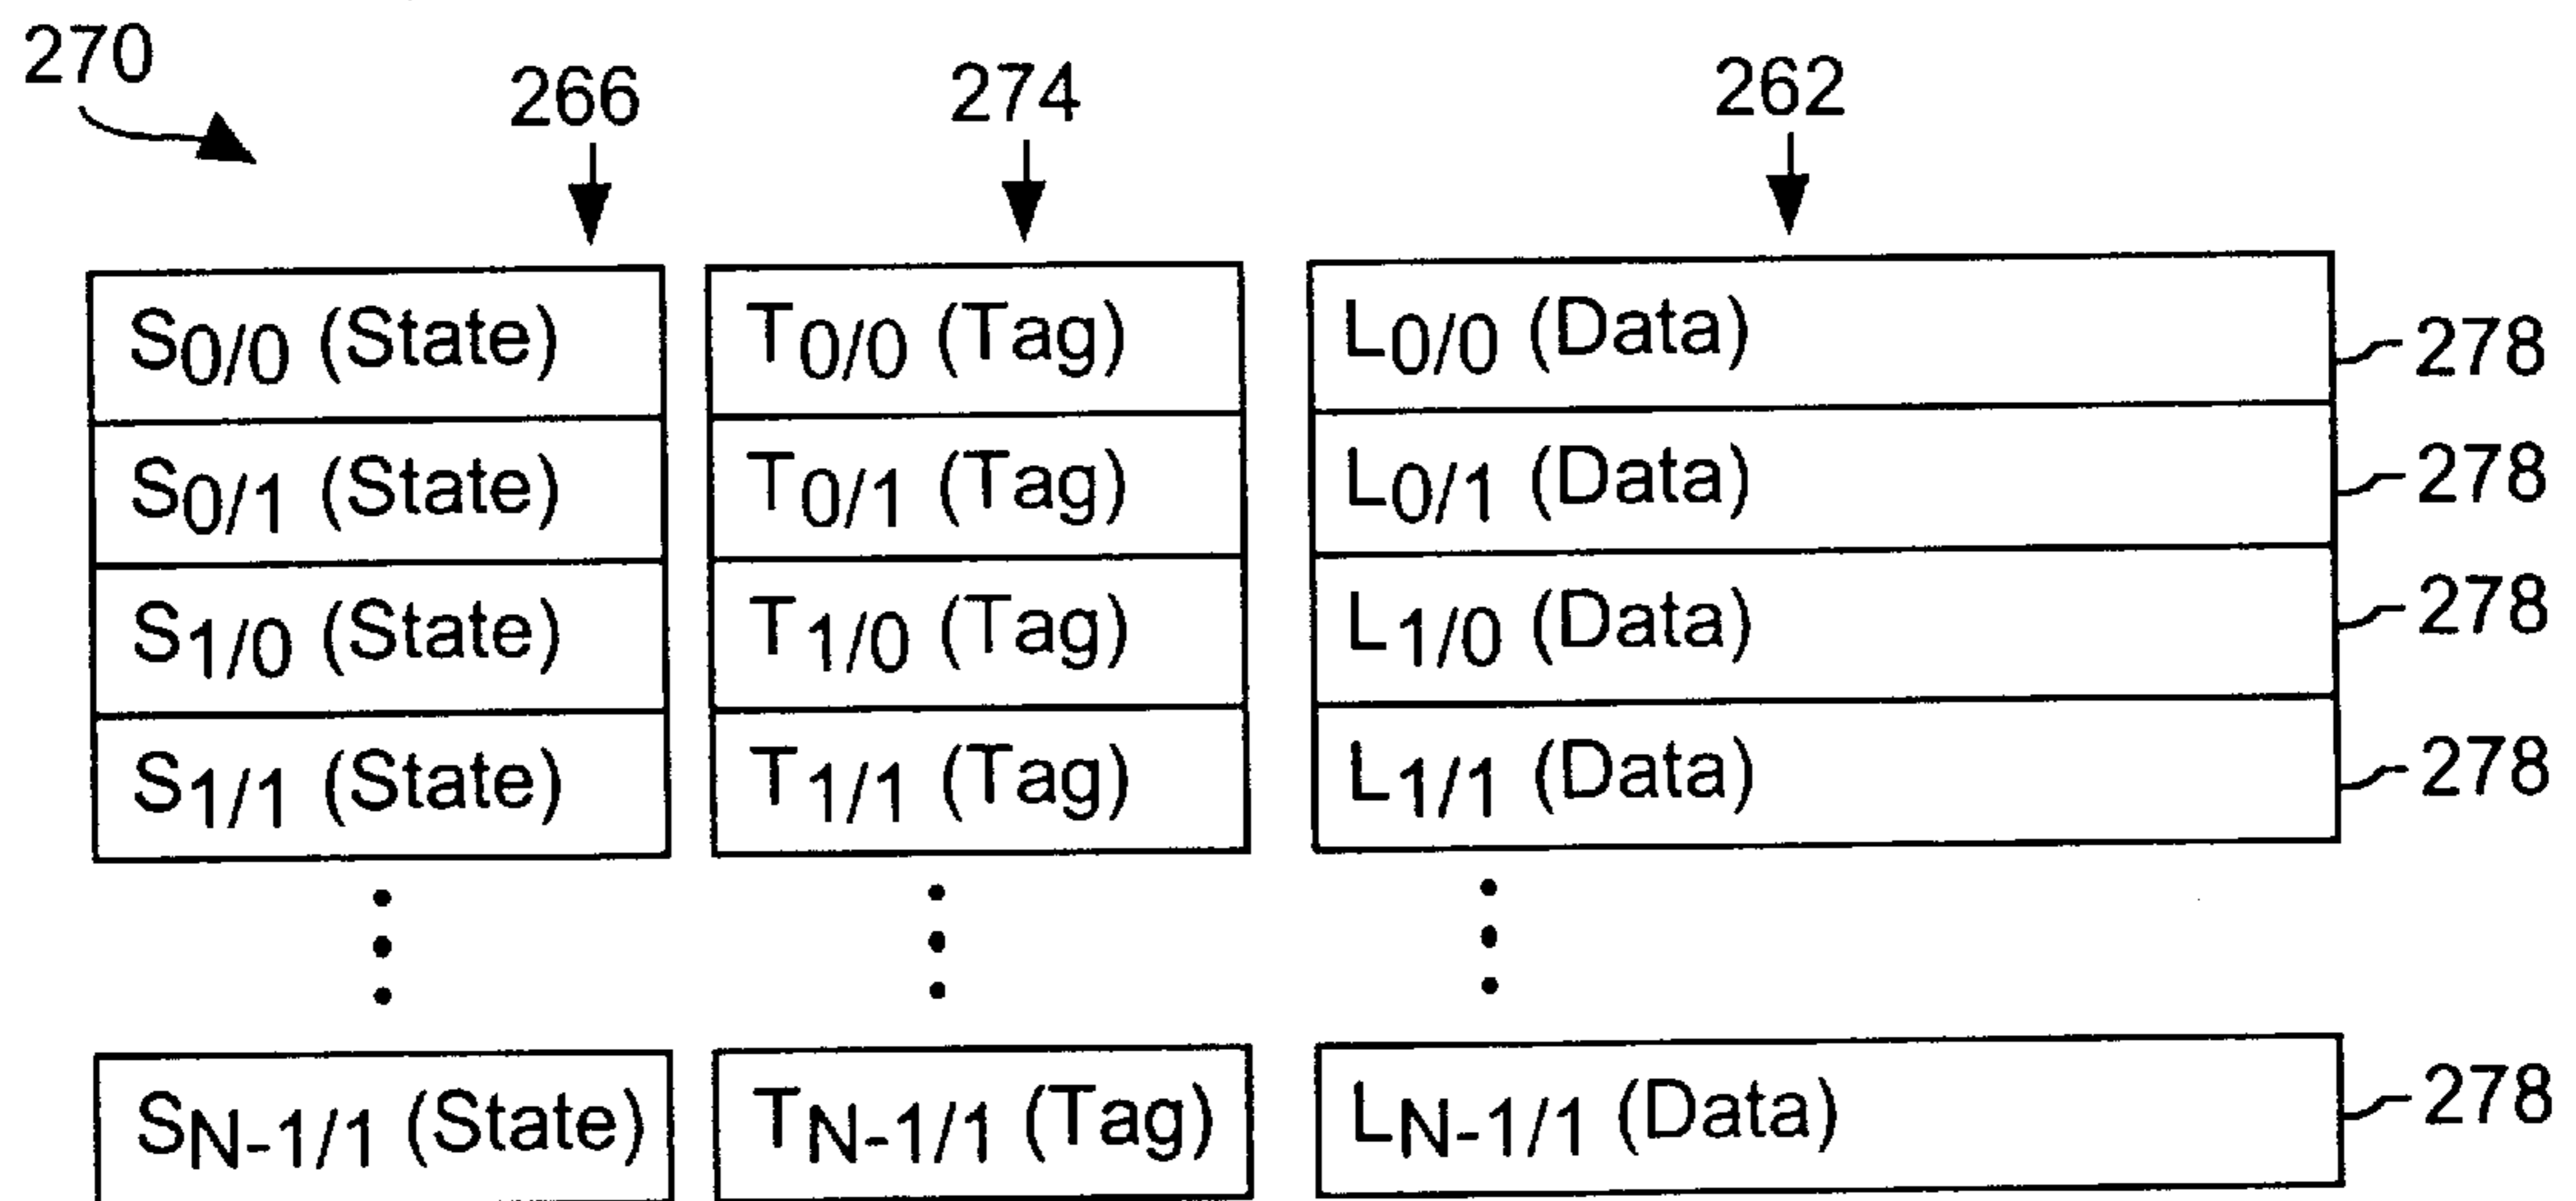 270
266 274 262
S0/0 (State) T0/0 (Tag) L0/0 (Data) 278
S0/1 (State) T0/1 (Tag) L0/1 (Data) 278
S1/0 (State) T1/0 (Tag) L1/0 (Data) 278
S1/1 (State) T1/1 (Tag) L1/1 (Data) 278
SN-1/1 (State) TN-1/1 (Tag) LN-1/1 (Data) 278